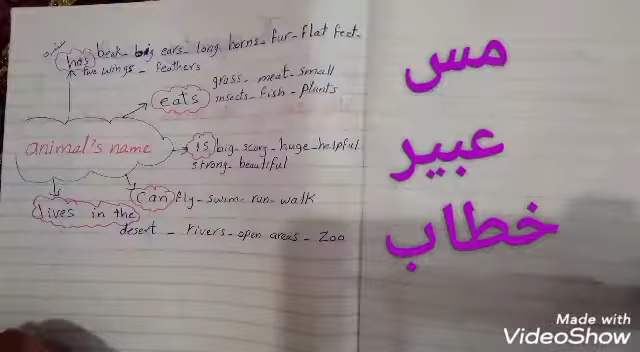 has beak - big ears - long horns - fur - flat feet -
two wings - feathers
grass - meat - small
eats insects - fish - plants
animal's name
is big - scary - huge - helpful
strong - beautiful
can fly - swim - run - walk
lives in the
desert - rivers - open areas - zoo
مس
عبير
خطاب
Made with
VideoShow